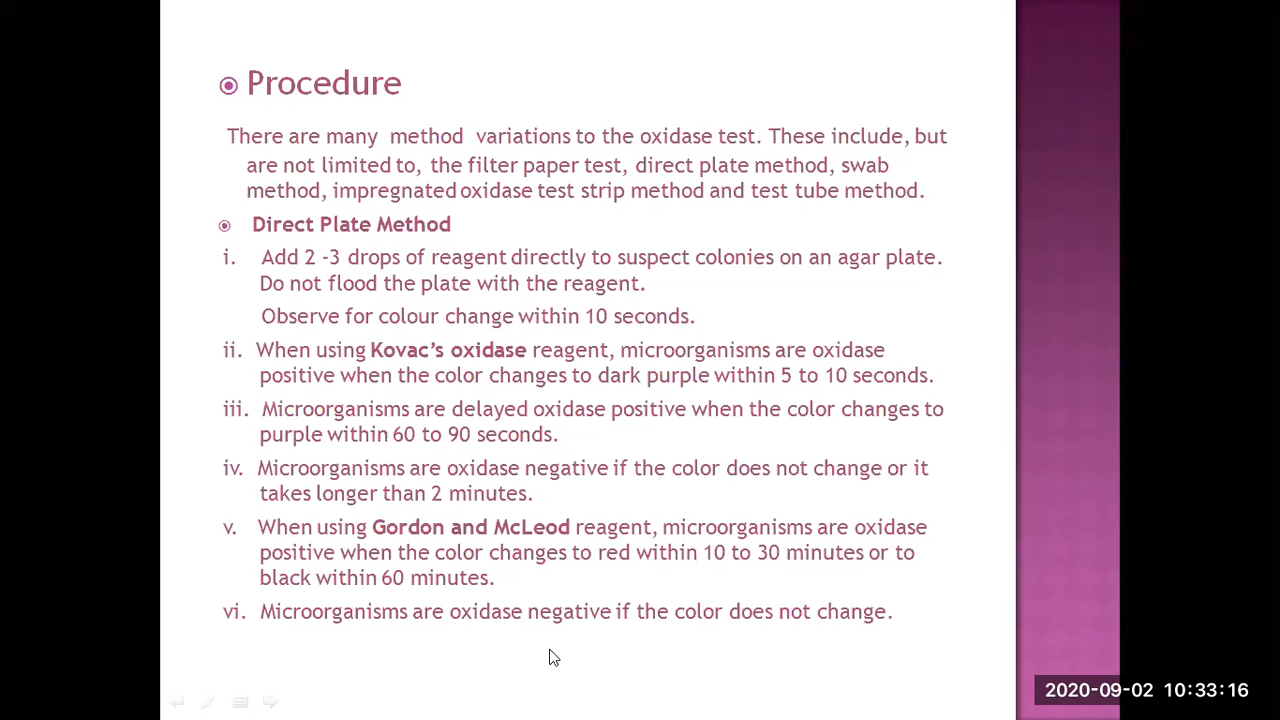 Procedure
There are many method variations to the oxidase test. These include, but
are not limited to, the filter paper test, direct plate method, swab
method, impregnated oxidase test strip method and test tube method.
Direct Plate Method
i. Add 2 -3 drops of reagent directly to suspect colonies on an agar plate.
Do not flood the plate with the reagent.
Observe for colour change within 10 seconds.
ii. When using Kovac’s oxidase reagent, microorganisms are oxidase
positive when the color changes to dark purple within 5 to 10 seconds.
iii. Microorganisms are delayed oxidase positive when the color changes to
purple within 60 to 90 seconds.
iv. Microorganisms are oxidase negative if the color does not change or it
takes longer than 2 minutes.
v. When using Gordon and McLeod reagent, microorganisms are oxidase
positive when the color changes to red within 10 to 30 minutes or to
black within 60 minutes.
vi. Microorganisms are oxidase negative if the color does not change.
2020-09-02 10:33:16